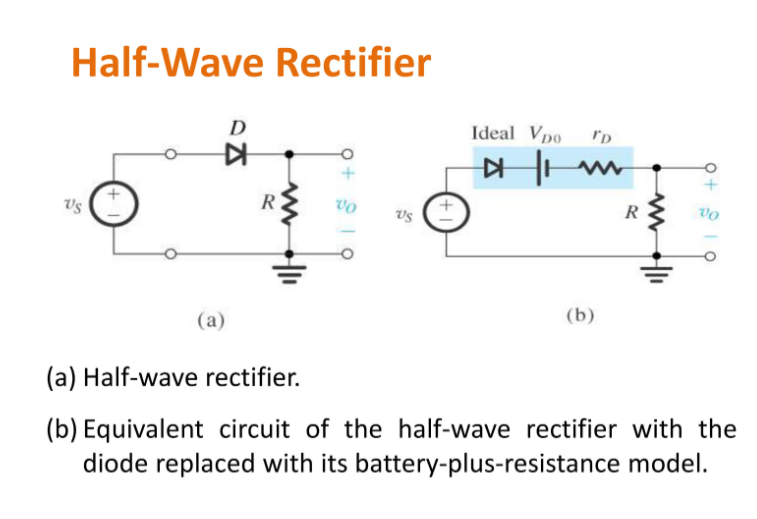 Half-Wave Rectifier
D
+
−
vS
R
+
vO
−
(a)
Ideal VD0 rD
+
−
vS
R
+
vO
−
(b)
(a) Half-wave rectifier.
(b) Equivalent circuit of the half-wave rectifier with the
diode replaced with its battery-plus-resistance model.